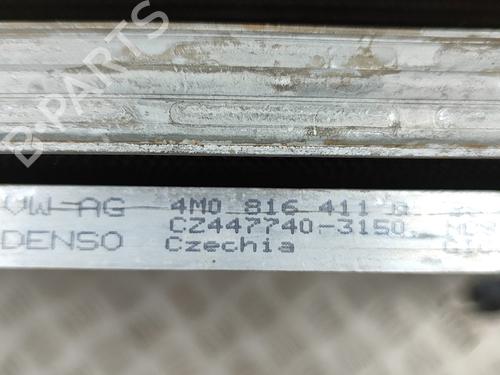 B-PARTS
VW AG 4M0 816 411
DENSO CZ447740-3150
Czechia